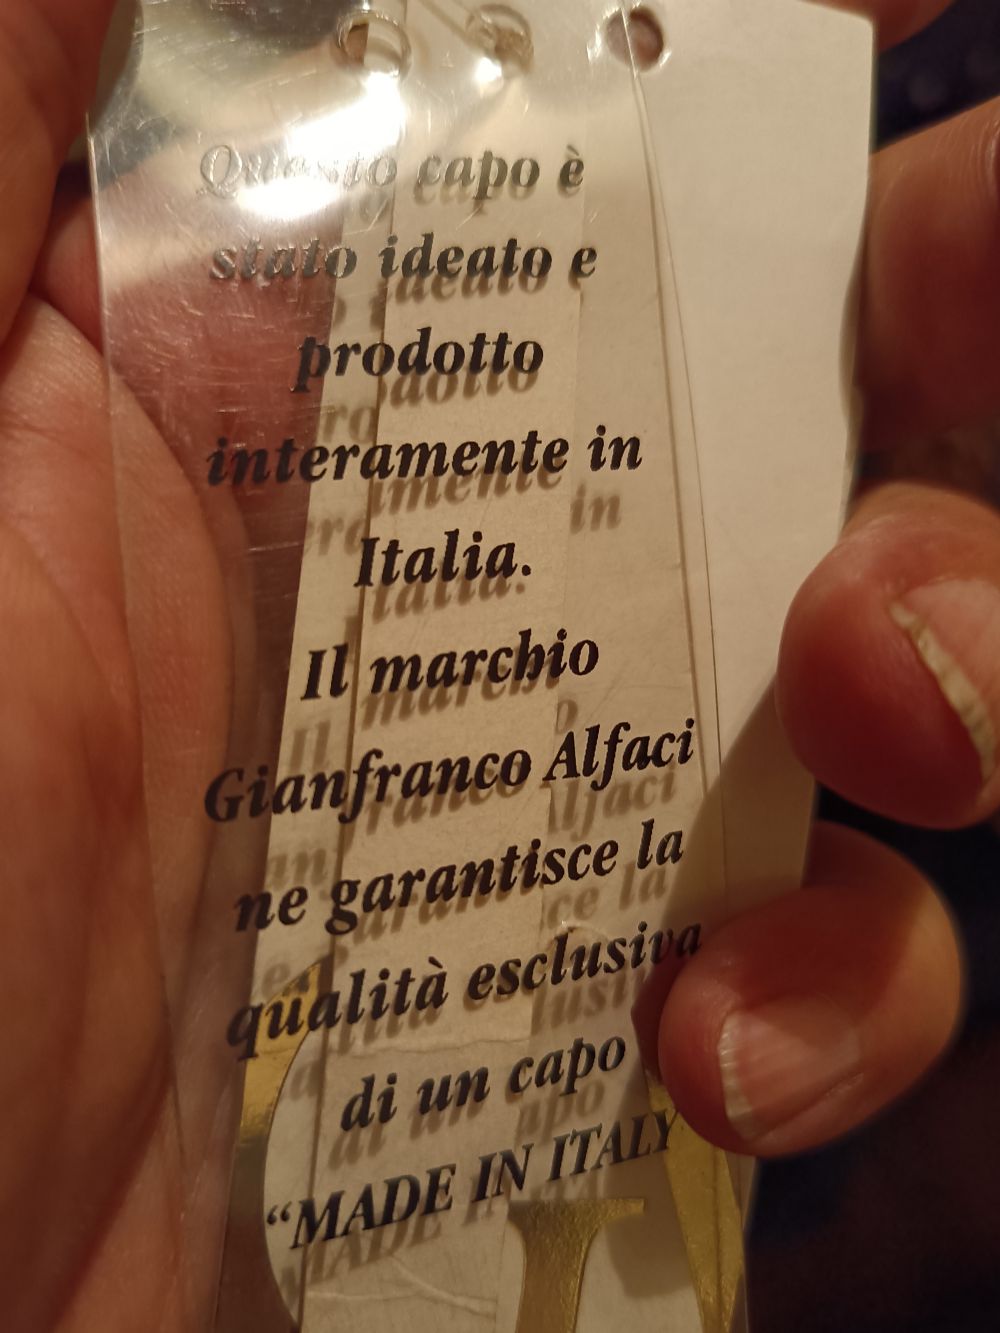 Questo capo è
stato ideato e
prodotto
interamente in
Italia.
Il marchio
Gianfranco Alfaci
ne garantisce la
qualità esclusiva
di un capo
“MADE IN ITALY